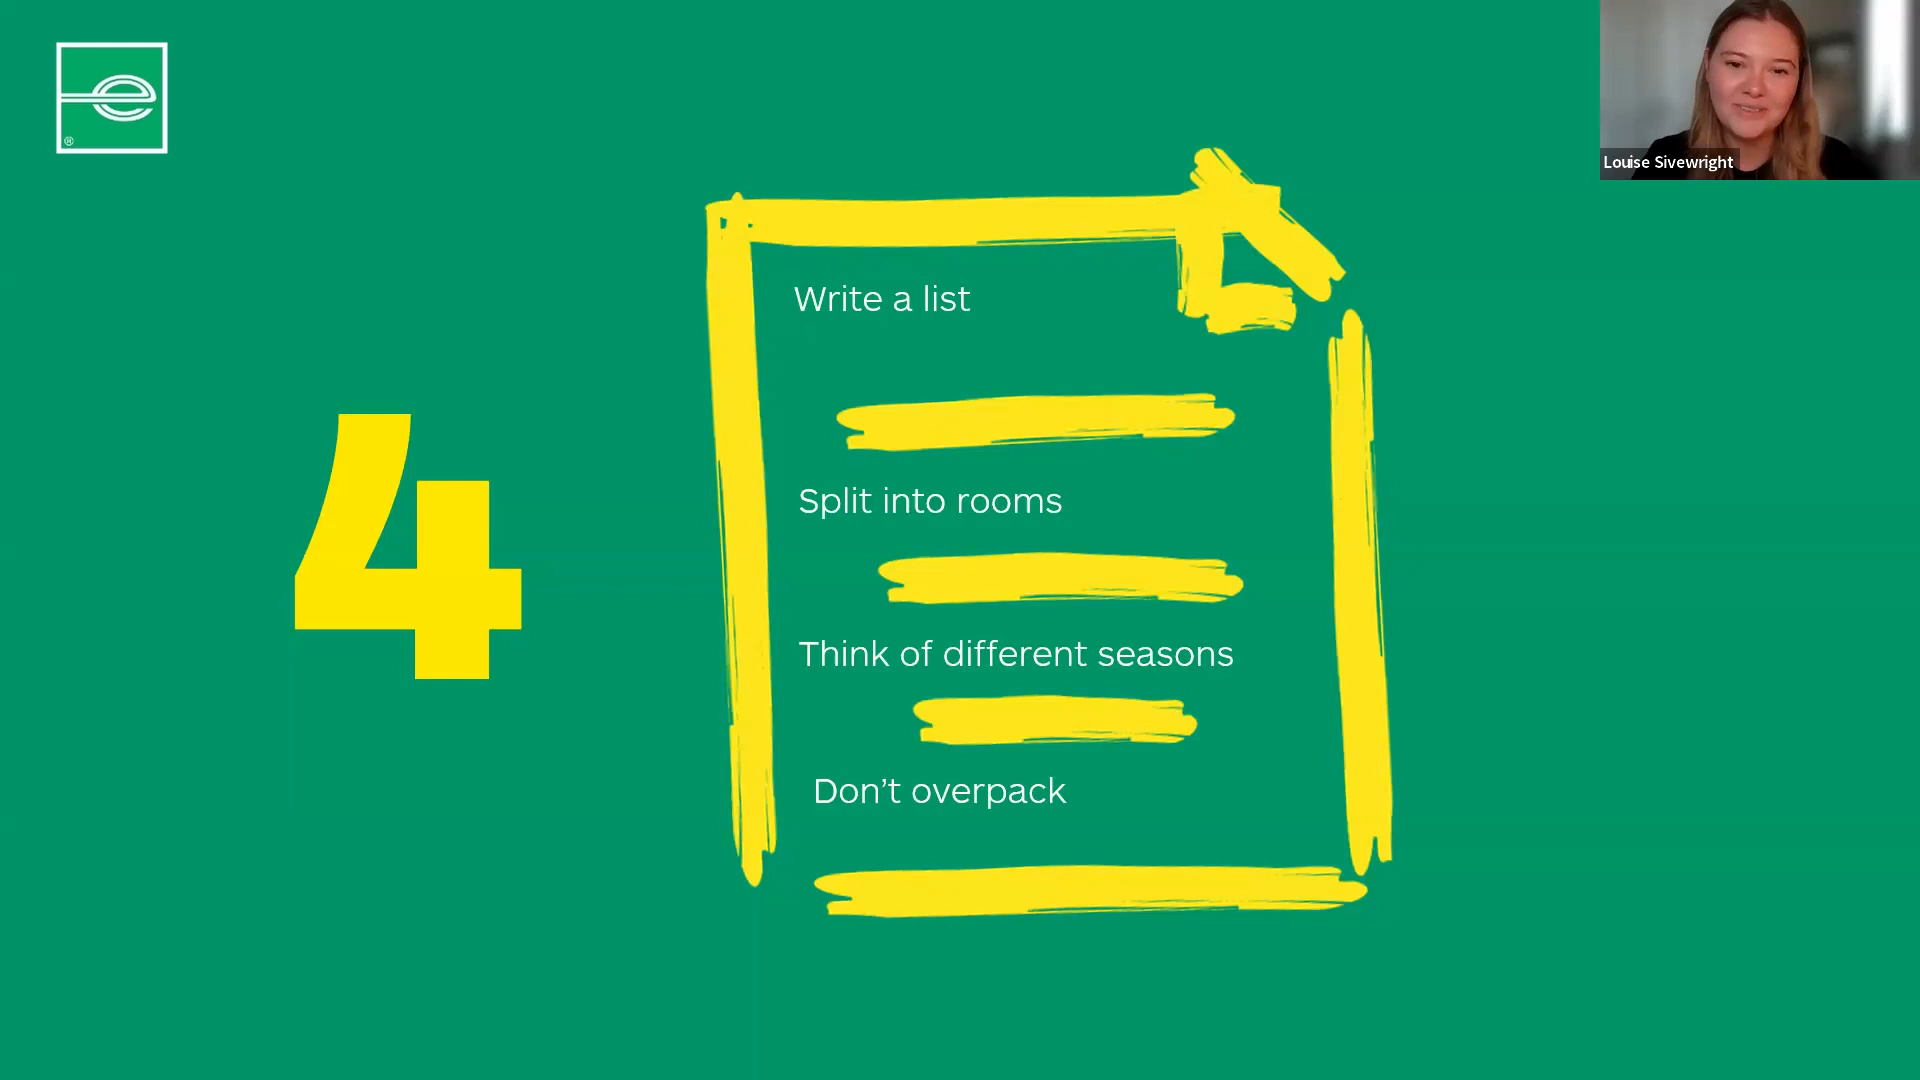 e
®
Louise Sivewright
4
Write a list
Split into rooms
Think of different seasons
Don’t overpack